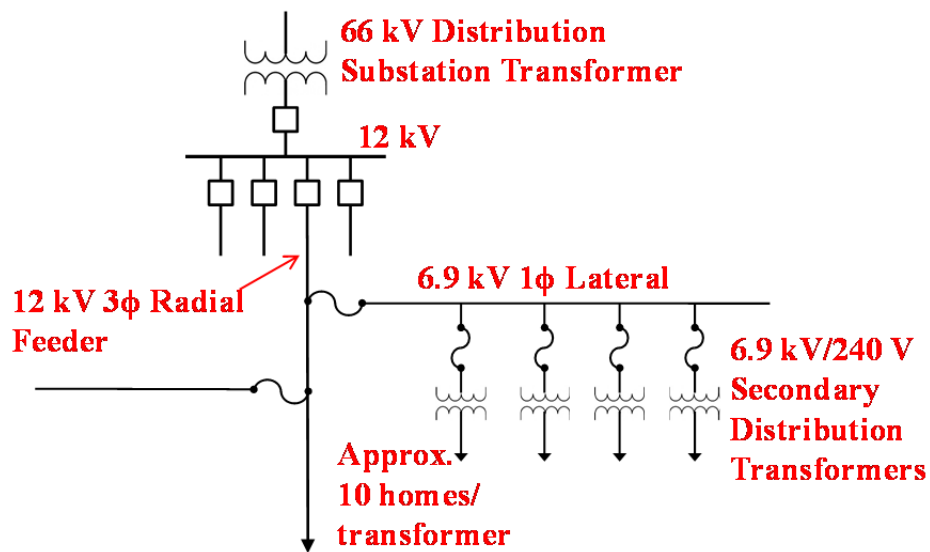 66 kV Distribution
Substation Transformer
12 kV
12 kV 3ϕ Radial
Feeder
6.9 kV 1ϕ Lateral
6.9 kV/240 V
Secondary
Distribution
Transformers
Approx.
10 homes/
transformer